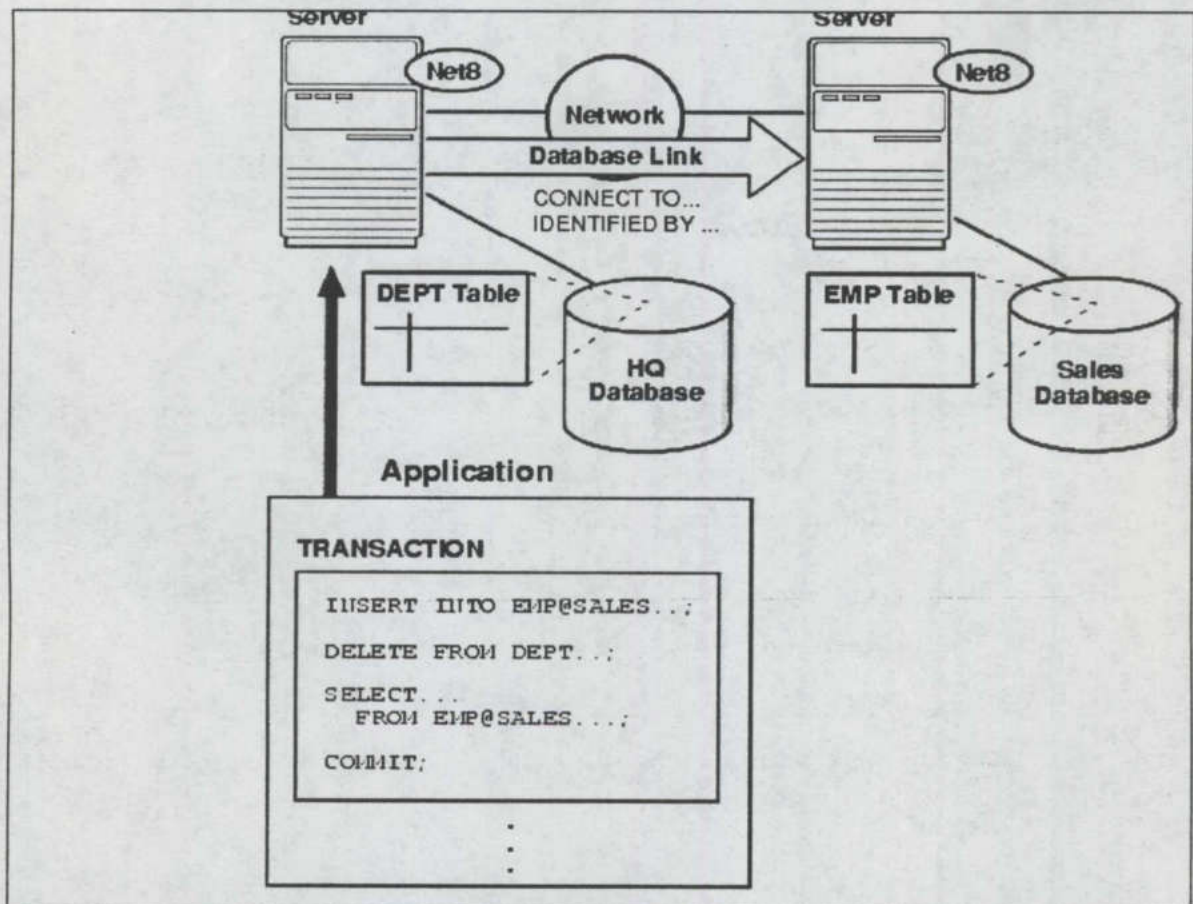 Server
Server
Net8
Net8
Network
Database Link
CONNECT TO...
IDENTIFIED BY ...
DEPT Table
EMP Table
HQ
Database
Sales
Database
Application
TRANSACTION
INSERT INTO EMP@SALES...;
DELETE FROM DEPT...;
SELECT....
FROM EMP@SALES....;
COMMIT;